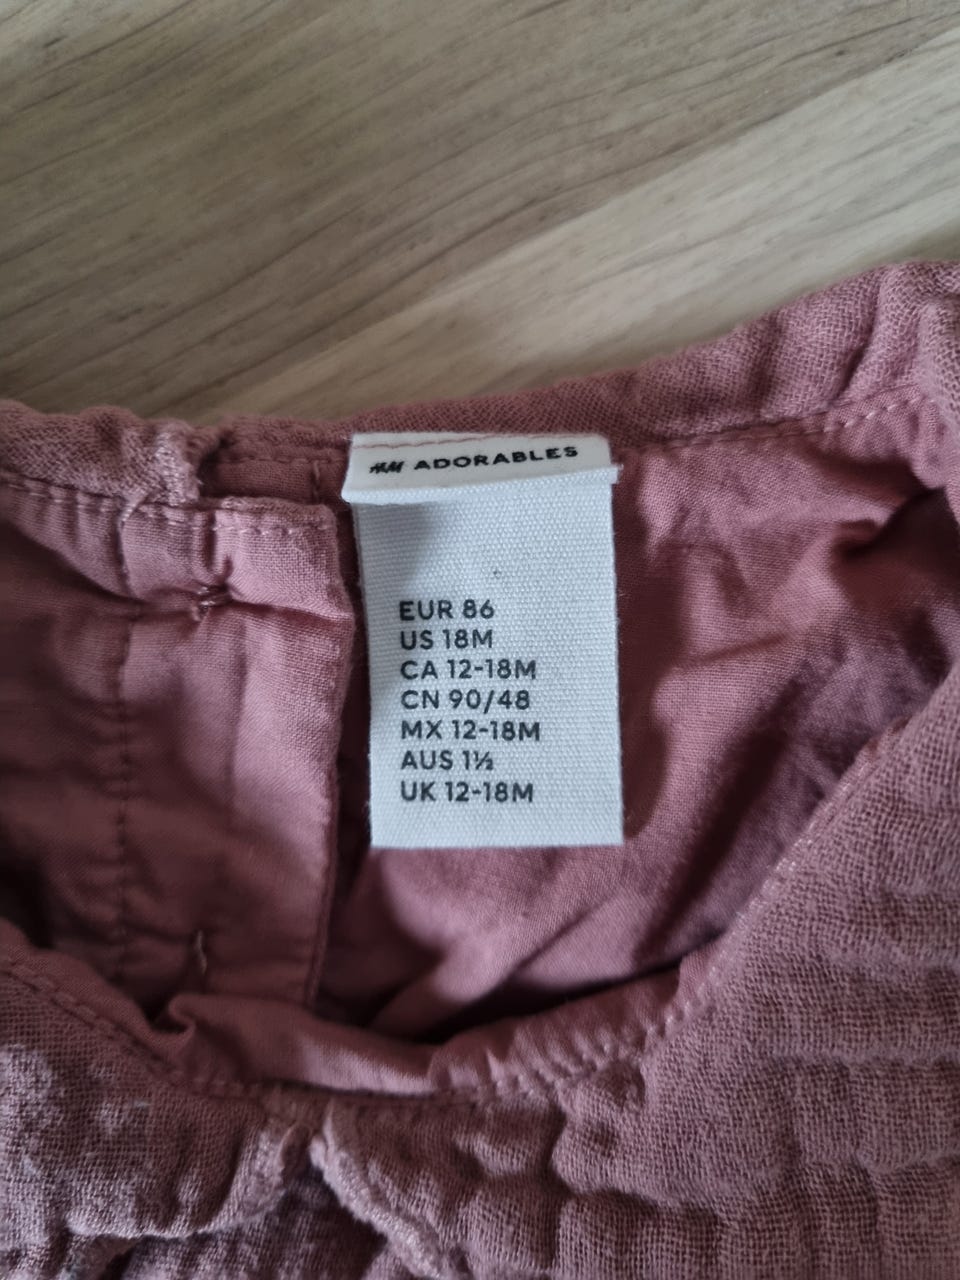 H&M ADORABLES
EUR 86
US 18M
CA 12-18M
CN 90/48
MX 12-18M
AUS 1½
UK 12-18M